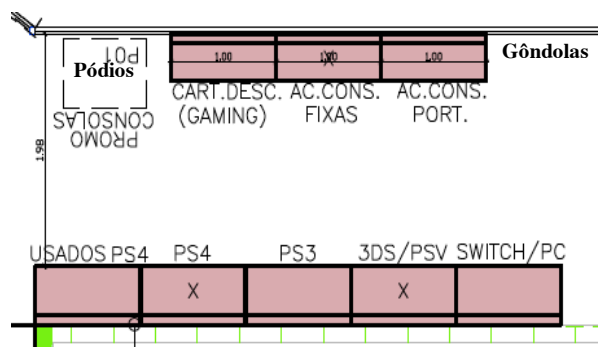 PO1
Pódios
PROMO
CONSOLAS
1.00
1.00
1.00
Gôndolas
CART.DESC.
(GAMING)
AC.CONS.
FIXAS
AC.CONS.
PORT.
1.98
USADOS PS4
PS4
PS3
3DS/PSV
SWITCH/PC
X
X
X